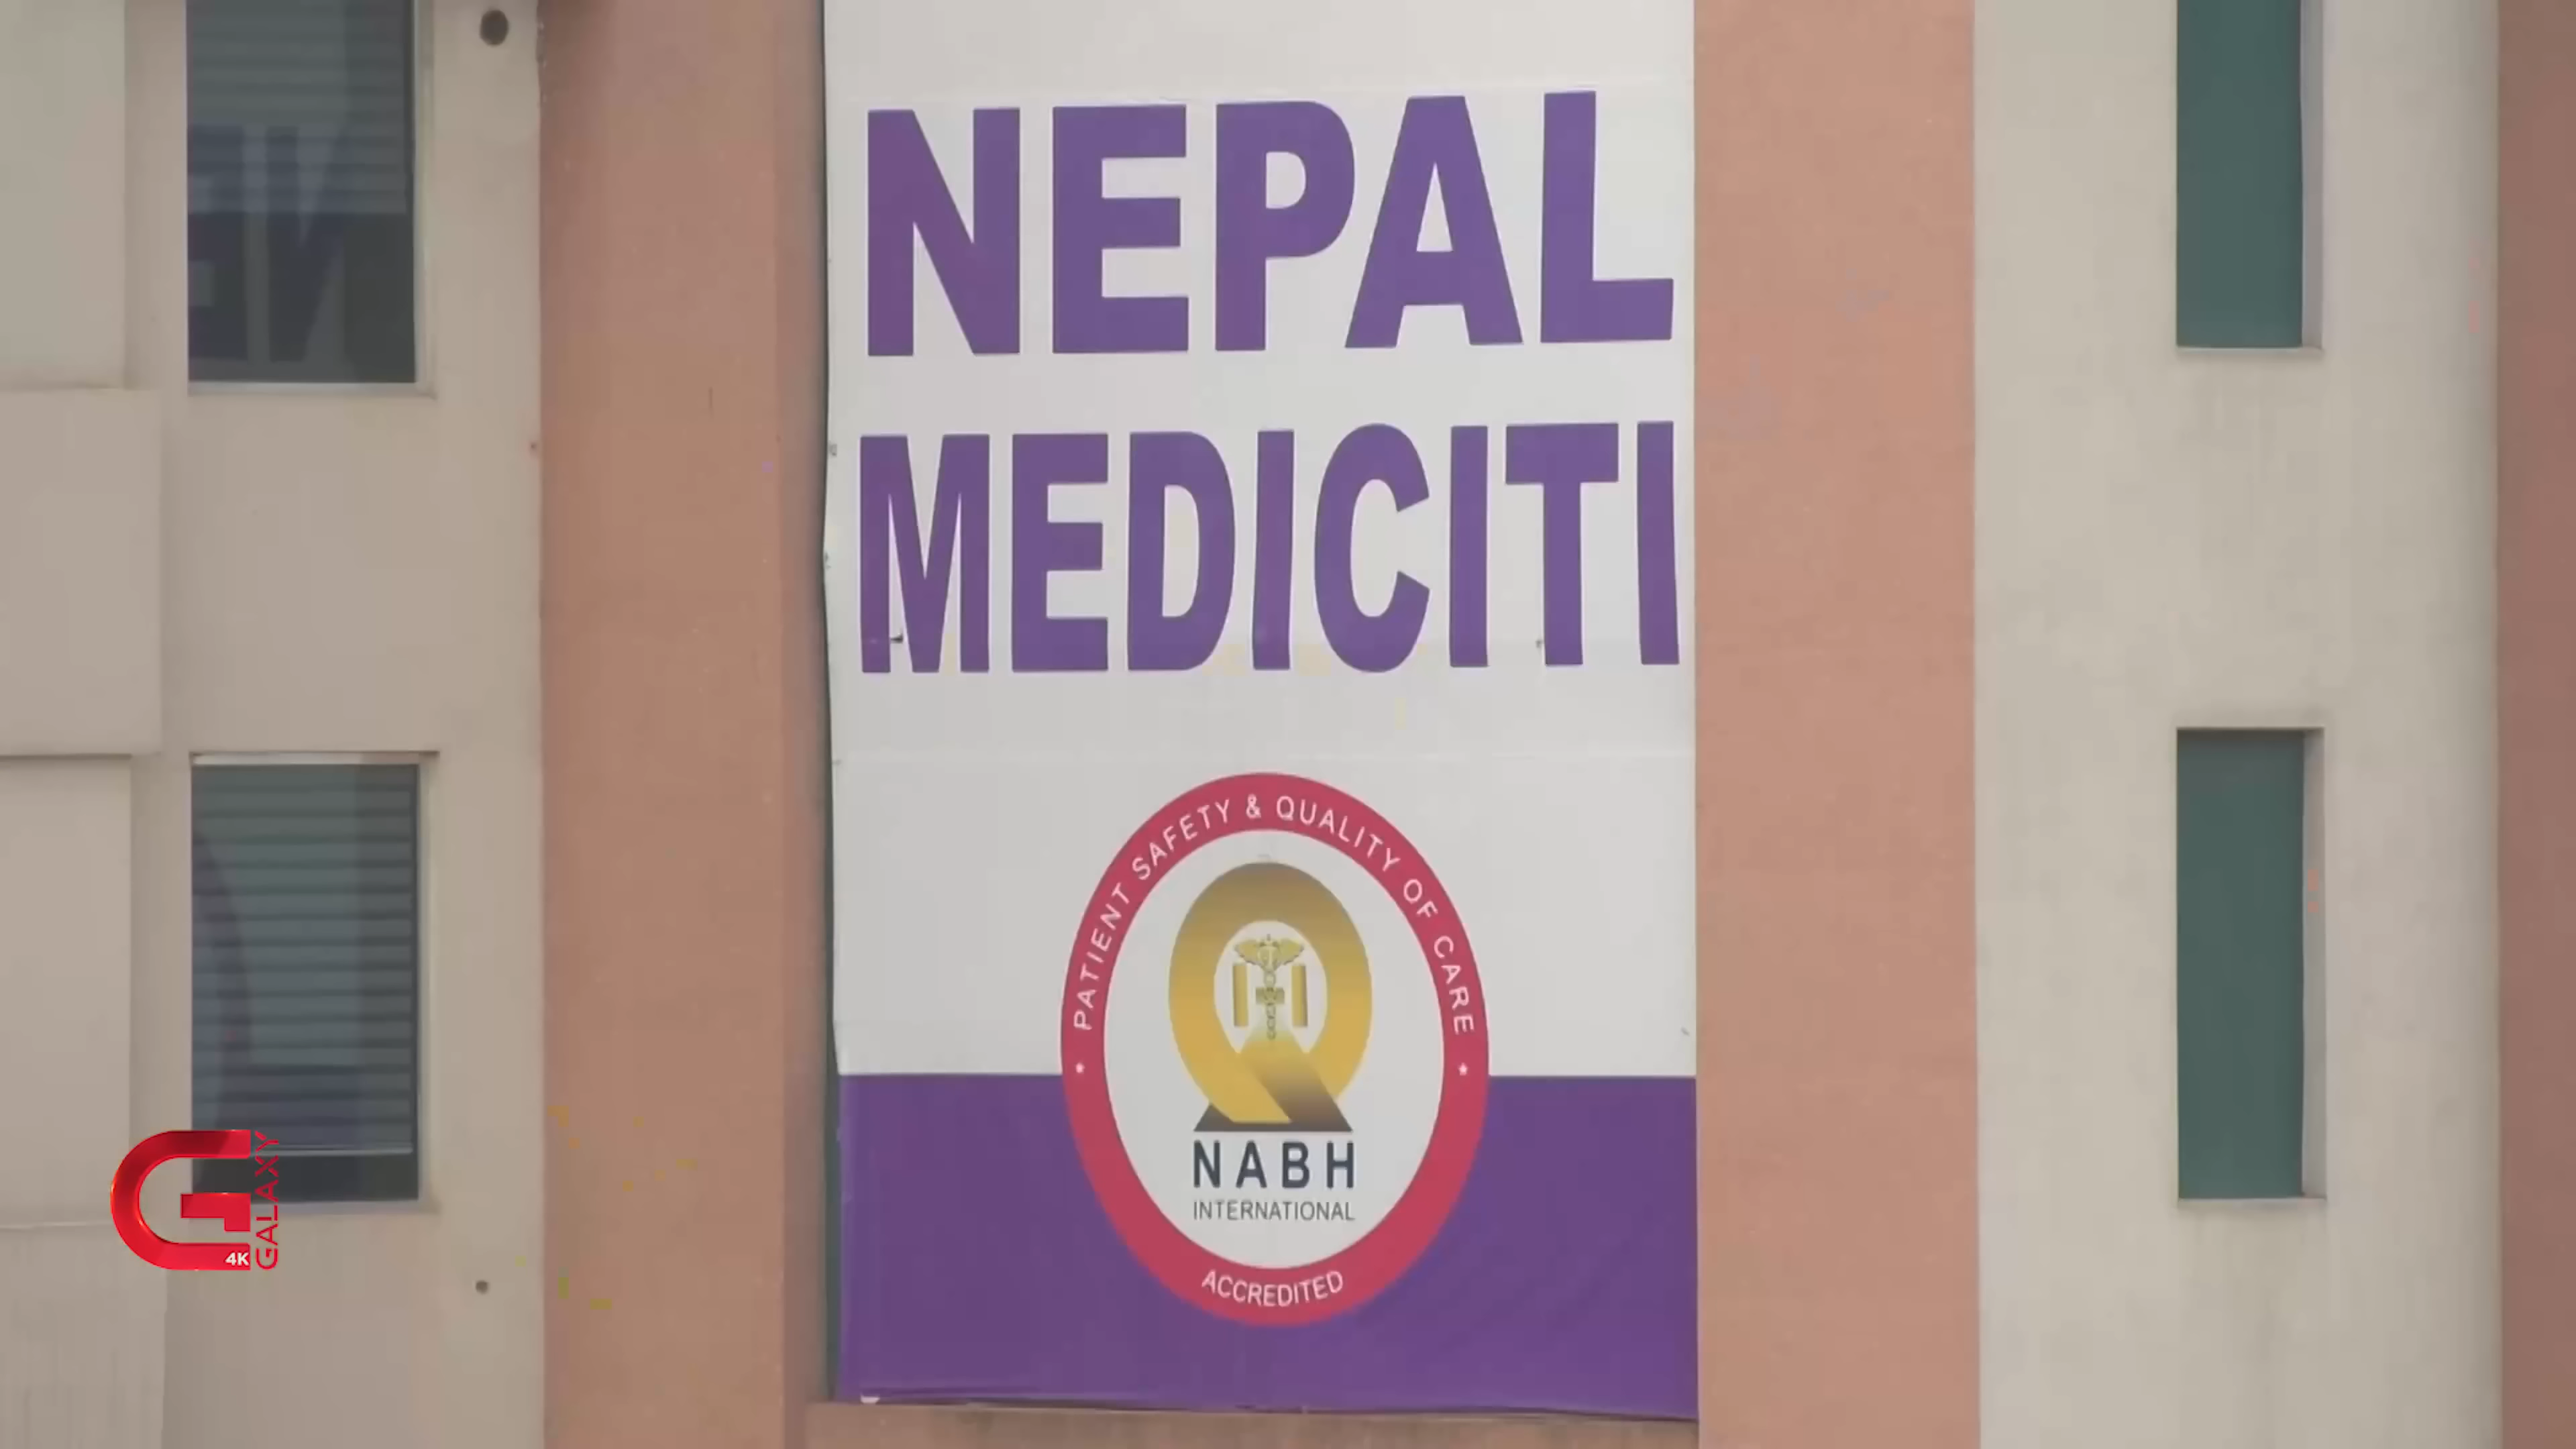 NEPAL
MEDICITI
PATIENT SAFETY & QUALITY OF CARE
NABH
INTERNATIONAL
ACCREDITED
GALAXY
4K